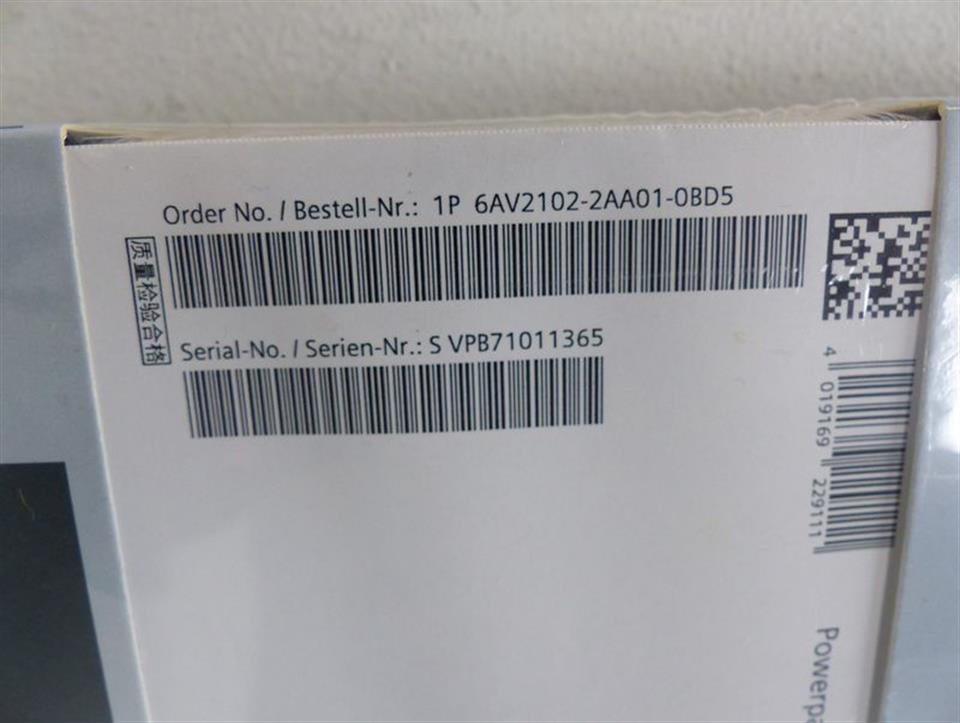 Order No. / Bestell-Nr.: 1P 6AV2102-2AA01-0BD5
质量检验合格
Serial-No. / Serien-Nr.: S VPB71011365
4 019169 229111